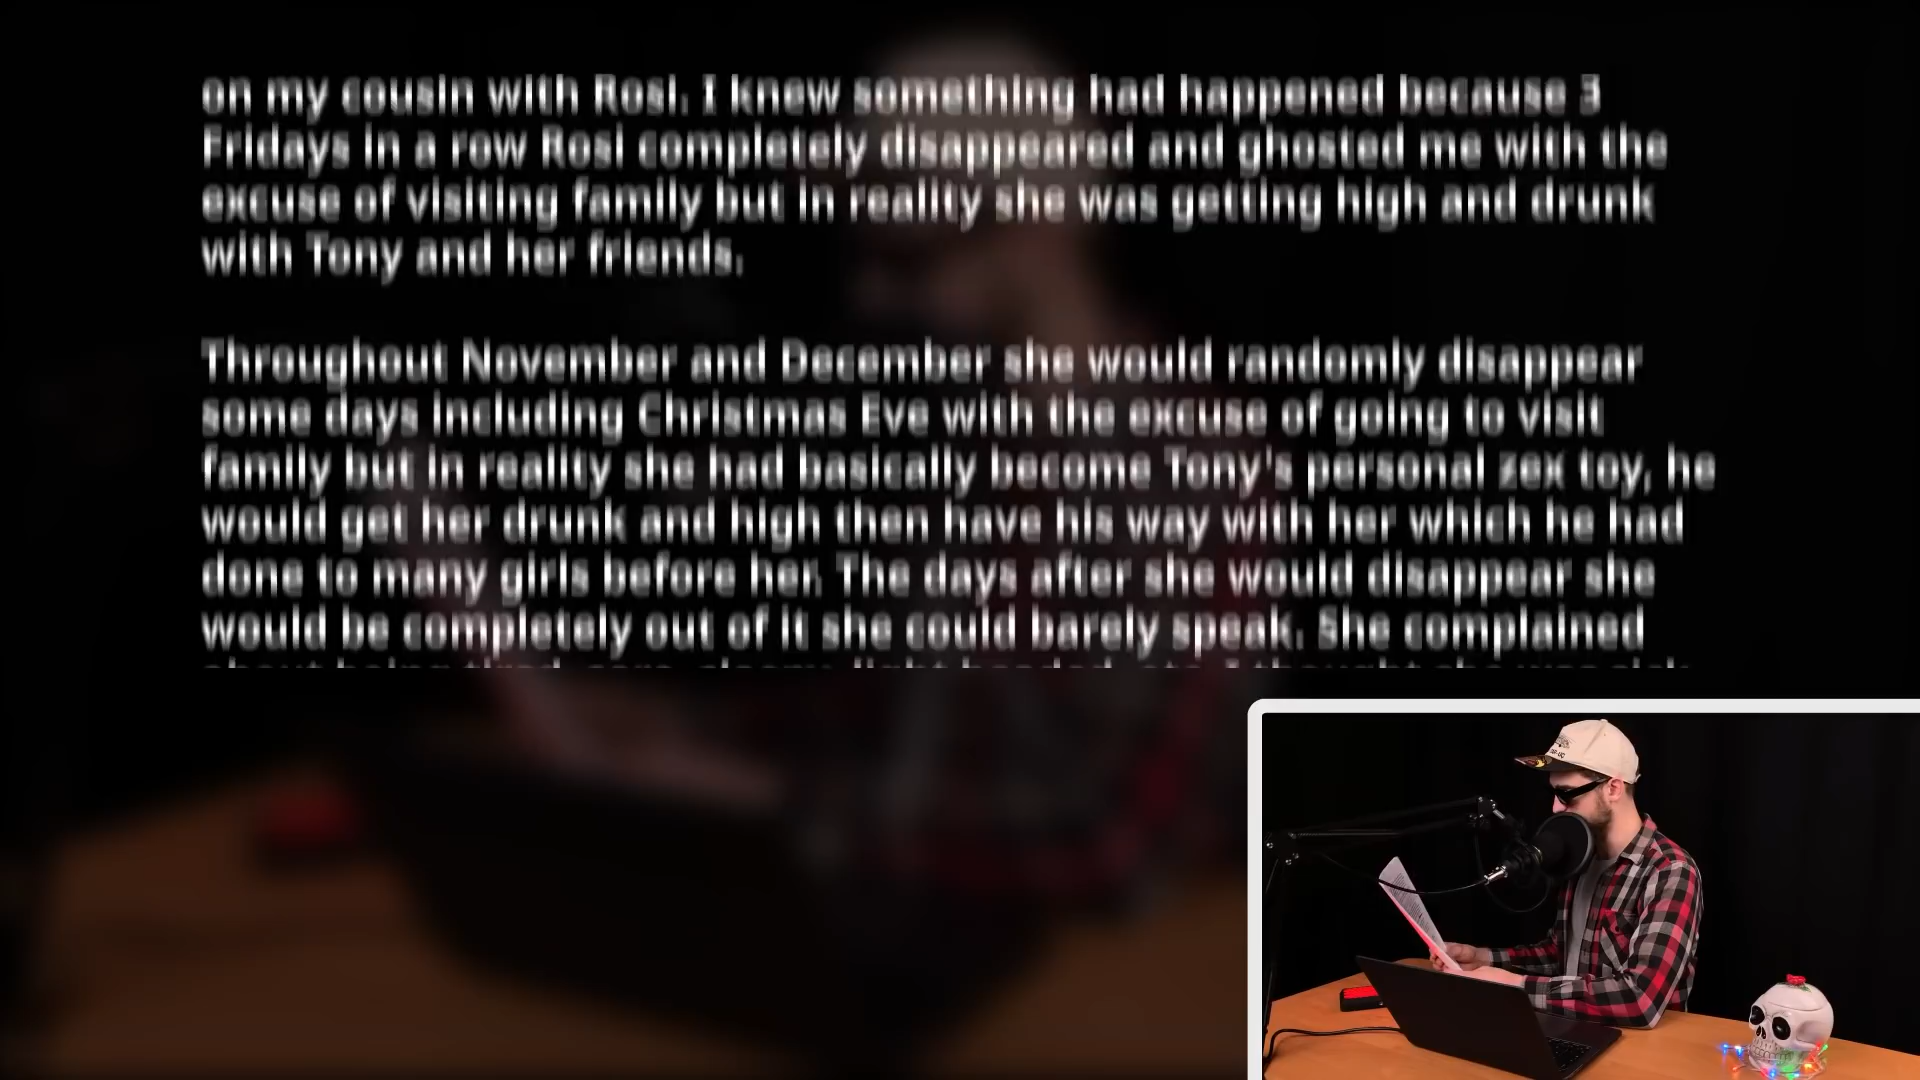 on my cousin with Rosi. I knew something had happened because 3
Fridays in a row Rosi completely disappeared and ghosted me with the
excuse of visiting family but in reality she was getting high and drunk
with Tony and her friends.
Throughout November and December she would randomly disappear
some days including Christmas Eve with the excuse of going to visit
family but in reality she had basically become Tony's personal zex toy, he
would get her drunk and high then have his way with her which he had
done to many girls before her. The days after she would disappear she
would be completely out of it she could barely speak. She complained